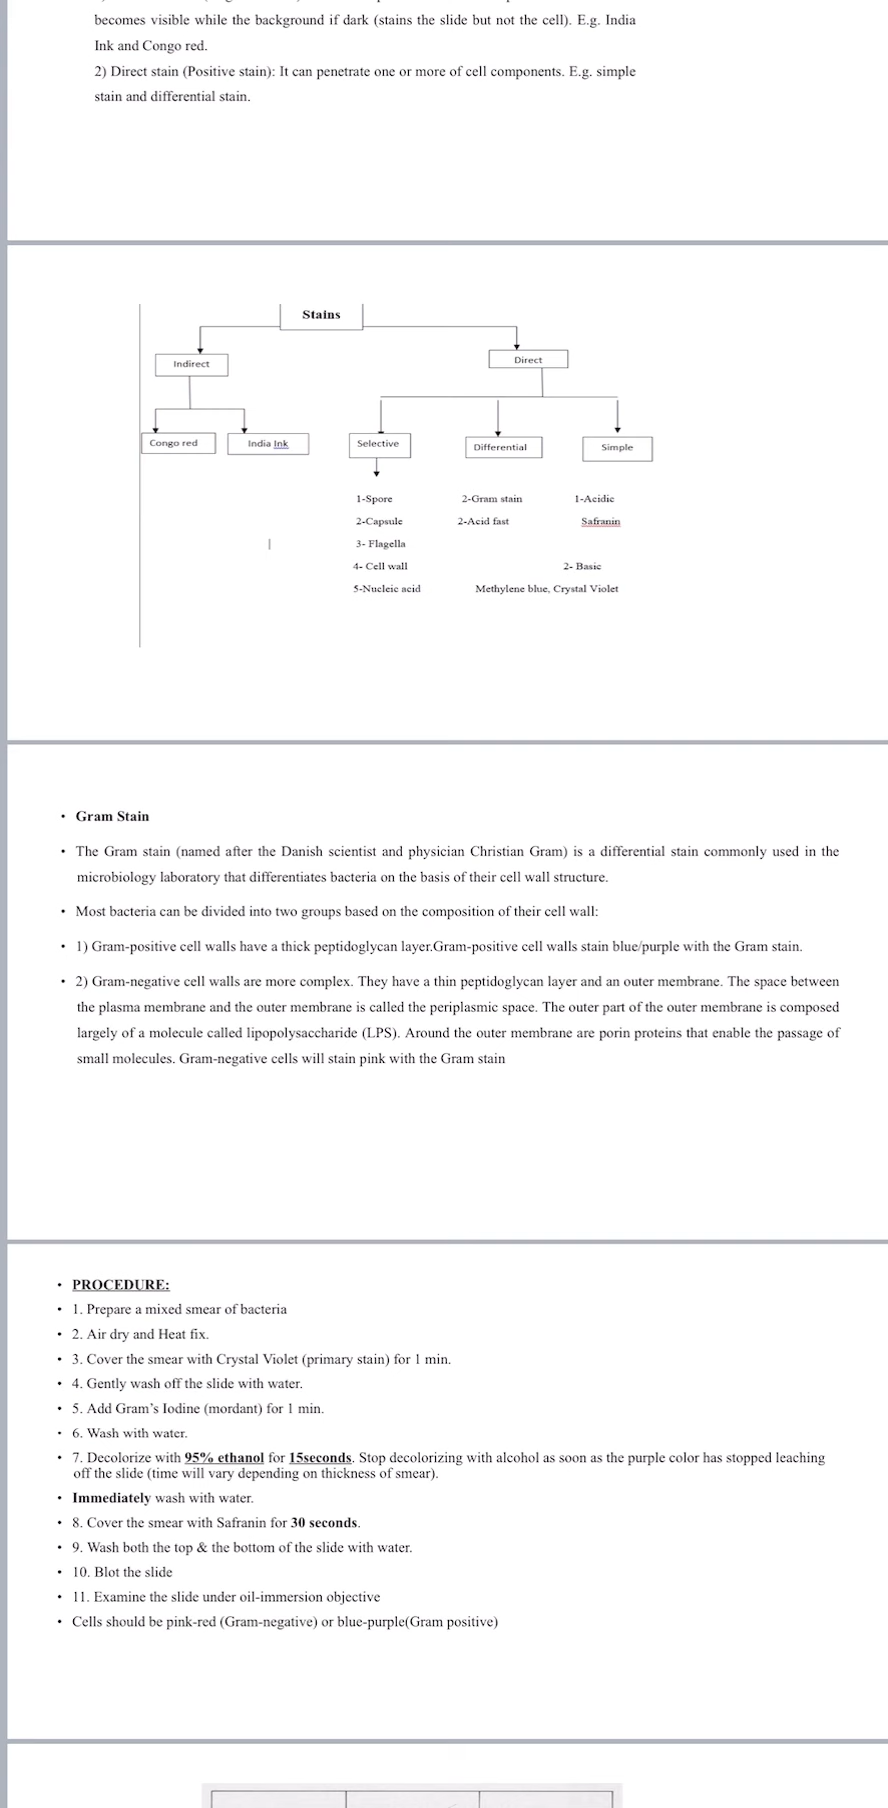 becomes visible while the background if dark (stains the slide but not the cell). E.g. India
Ink and Congo red.
2) Direct stain (Positive stain): It can penetrate one or more of cell components. E.g. simple
stain and differential stain.
Stains
Indirect
Direct
Congo red
India Ink
Selective
Differential
Simple
1-Spore
2-Gram stain
1-Acidic
2-Capsule
2-Acid fast
Safranin
3- Flagella
4- Cell wall
2- Basic
5-Nucleic acid
Methylene blue, Crystal Violet
• Gram Stain
• The Gram stain (named after the Danish scientist and physician Christian Gram) is a differential stain commonly used in the
microbiology laboratory that differentiates bacteria on the basis of their cell wall structure.
• Most bacteria can be divided into two groups based on the composition of their cell wall:
• 1) Gram-positive cell walls have a thick peptidoglycan layer.Gram-positive cell walls stain blue/purple with the Gram stain.
• 2) Gram-negative cell walls are more complex. They have a thin peptidoglycan layer and an outer membrane. The space between
the plasma membrane and the outer membrane is called the periplasmic space. The outer part of the outer membrane is composed
largely of a molecule called lipopolysaccharide (LPS). Around the outer membrane are porin proteins that enable the passage of
small molecules. Gram-negative cells will stain pink with the Gram stain
• PROCEDURE:
• 1. Prepare a mixed smear of bacteria
• 2. Air dry and Heat fix.
• 3. Cover the smear with Crystal Violet (primary stain) for 1 min.
• 4. Gently wash off the slide with water.
• 5. Add Gram's Iodine (mordant) for 1 min.
• 6. Wash with water.
• 7. Decolorize with 95% ethanol for 15seconds. Stop decolorizing with alcohol as soon as the purple color has stopped leaching
off the slide (time will vary depending on thickness of smear).
• Immediately wash with water.
• 8. Cover the smear with Safranin for 30 seconds.
• 9. Wash both the top & the bottom of the slide with water.
• 10. Blot the slide
• 11. Examine the slide under oil-immersion objective
• Cells should be pink-red (Gram-negative) or blue-purple(Gram positive)